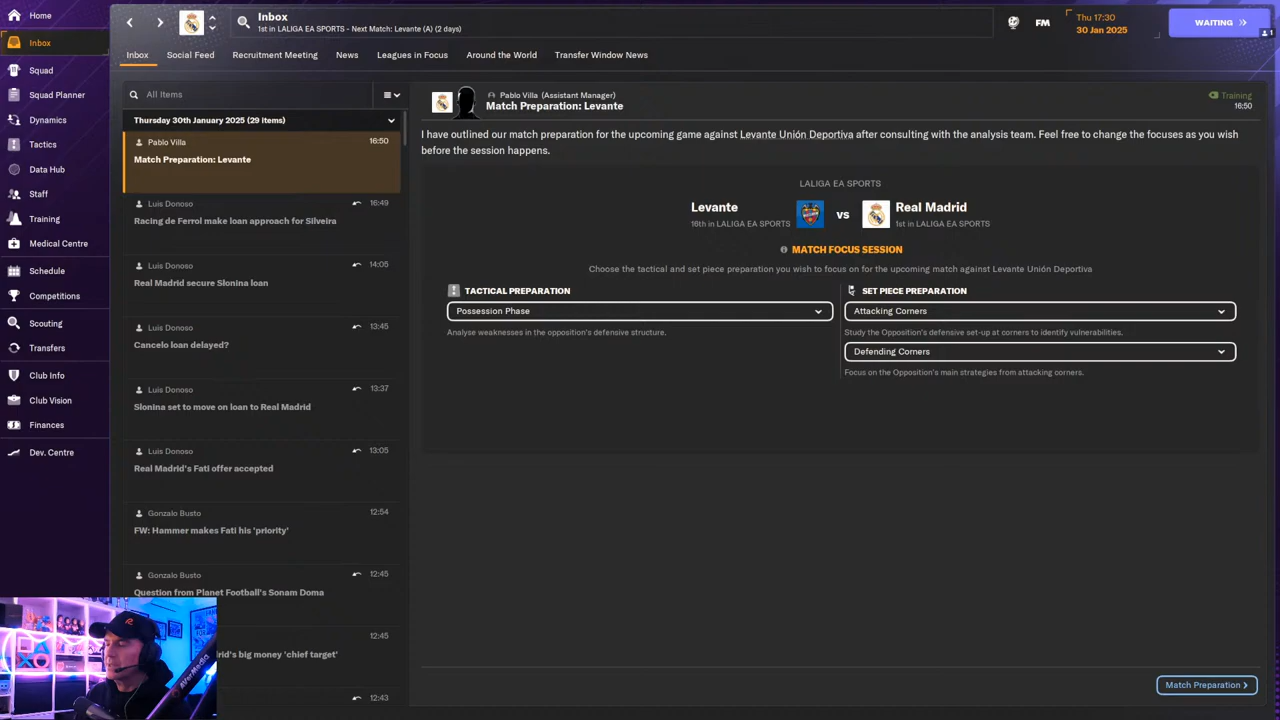 Home
Inbox
Squad
Squad Planner
Dynamics
Tactics
Data Hub
Staff
Training
Medical Centre
Schedule
Competitions
Scouting
Transfers
Club Info
Club Vision
Finances
Dev. Centre
Inbox
1st in LALIGA EA SPORTS - Next Match: Levante (A) (2 days)
FM
Thu 17:30
30 Jan 2025
WAITING
1
Inbox
Social Feed
Recruitment Meeting
News
Leagues in Focus
Around the World
Transfer Window News
All Items
Thursday 30th January 2025 (29 items)
Pablo Villa 16:50
Match Preparation: Levante
Luis Donoso 16:49
Racing de Ferrol make loan approach for Silveira
Luis Donoso 14:05
Real Madrid secure Slonina loan
Luis Donoso 13:45
Cancelo loan delayed?
Luis Donoso 13:37
Slonina set to move on loan to Real Madrid
Luis Donoso 13:05
Real Madrid's Fati offer accepted
Gonzalo Busto 12:54
FW: Hammer makes Fati his 'priority'
Gonzalo Busto 12:45
Question from Planet Football's Sonam Doma
12:45
rid's big money 'chief target'
12:43
Pablo Villa (Assistant Manager)
Match Preparation: Levante
Training
16:50
I have outlined our match preparation for the upcoming game against Levante Unión Deportiva after consulting with the analysis team. Feel free to change the focuses as you wish
before the session happens.
LALIGA EA SPORTS
Levante
16th in LALIGA EA SPORTS
vs
Real Madrid
1st in LALIGA EA SPORTS
MATCH FOCUS SESSION
Choose the tactical and set piece preparation you wish to focus on for the upcoming match against Levante Unión Deportiva
TACTICAL PREPARATION
Possession Phase
Analyse weaknesses in the opposition's defensive structure.
SET PIECE PREPARATION
Attacking Corners
Study the Opposition's defensive set-up at corners to identify vulnerabilities.
Defending Corners
Focus on the Opposition's main strategies from attacking corners.
Match Preparation
AVerMedia